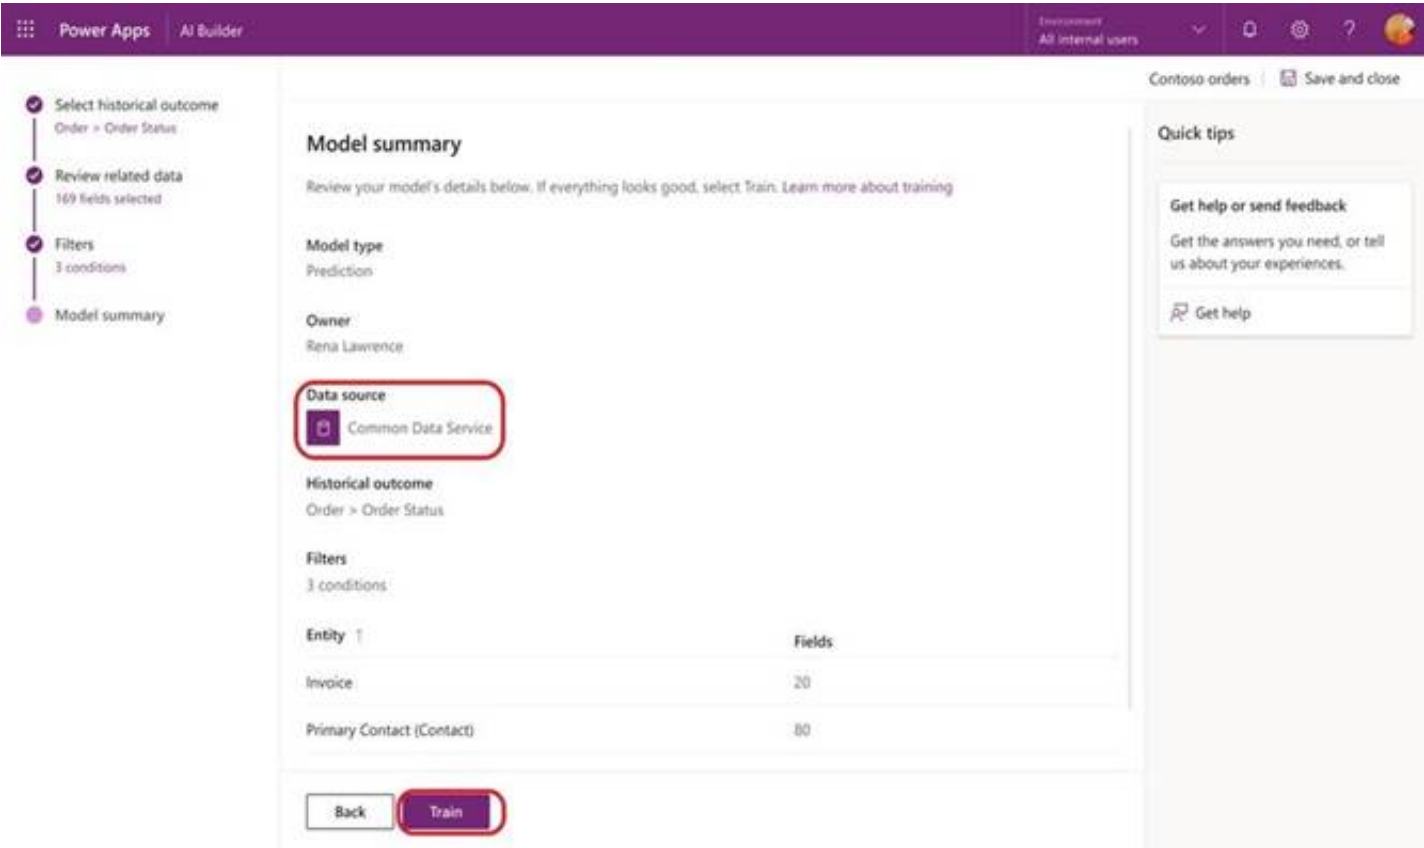 Power Apps AI Builder
Environment
All internal users
?
Contoso orders Save and close
Select historical outcome
Order > Order Status
Review related data
169 fields selected
Filters
3 conditions
Model summary
Model summary
Review your model's details below. If everything looks good, select Train. Learn more about training
Model type
Prediction
Owner
Rena Lawrence
Data source
Common Data Service
Historical outcome
Order > Order Status
Filters
3 conditions
Entity ↑ Fields
Invoice 20
Primary Contact (Contact) 80
Back Train
Quick tips
Get help or send feedback
Get the answers you need, or tell
us about your experiences.
Get help